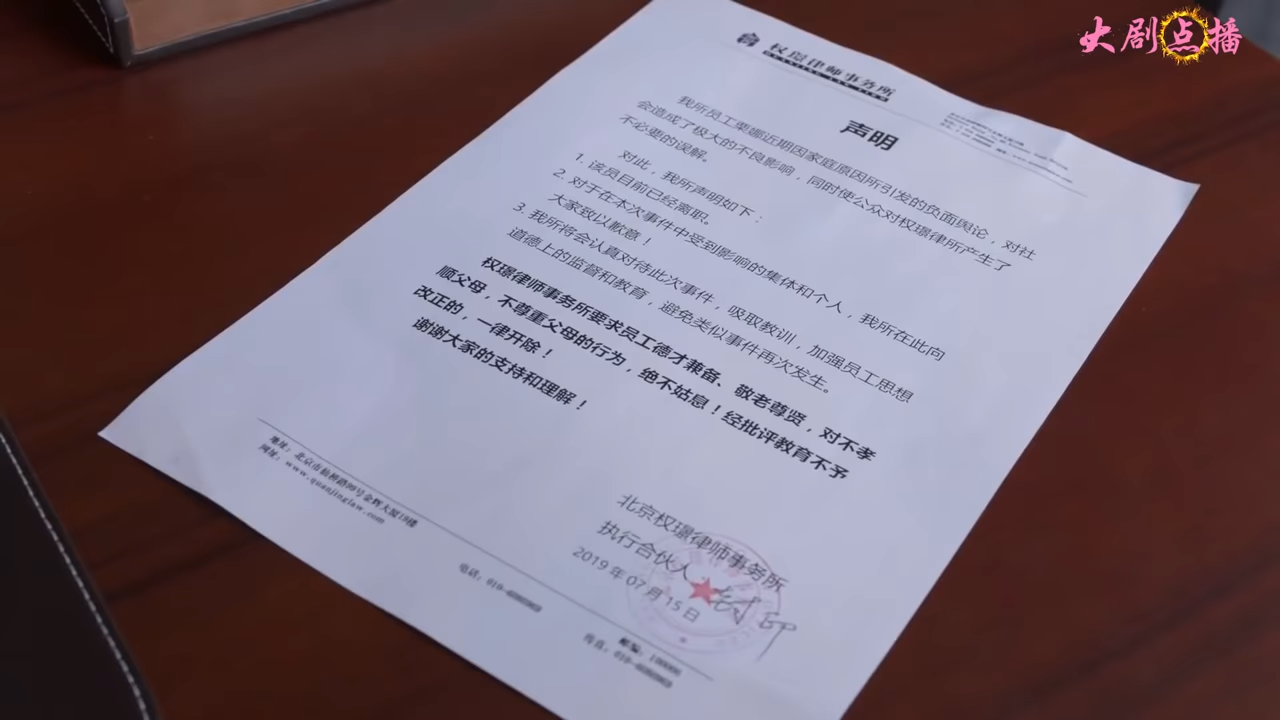 大剧点播
权璟律师事务所
声明
我所员工栗娜近期因家庭原因所引发的负面舆论，对社
会造成了极大的不良影响，同时使公众对权璟律所产生了
不必要的误解。
对此，我所声明如下：
1. 该员目前已经离职。
2. 对于在本次事件中受到影响的集体和个人，我所在此向
大家致以歉意！
3. 我所将会认真对待此次事件，吸取教训，加强员工思想
道德上的监督和教育，避免类似事件再次发生。
权璟律师事务所要求员工德才兼备、敬老尊贤，对不孝
顺父母，不尊重父母的行为，绝不姑息！经批评教育不予
改正的，一律开除！
谢谢大家的支持和理解！
北京权璟律师事务所
执行合伙人
封印
2019 年 07 月 15 日
网址：www.quanjinglaw.com